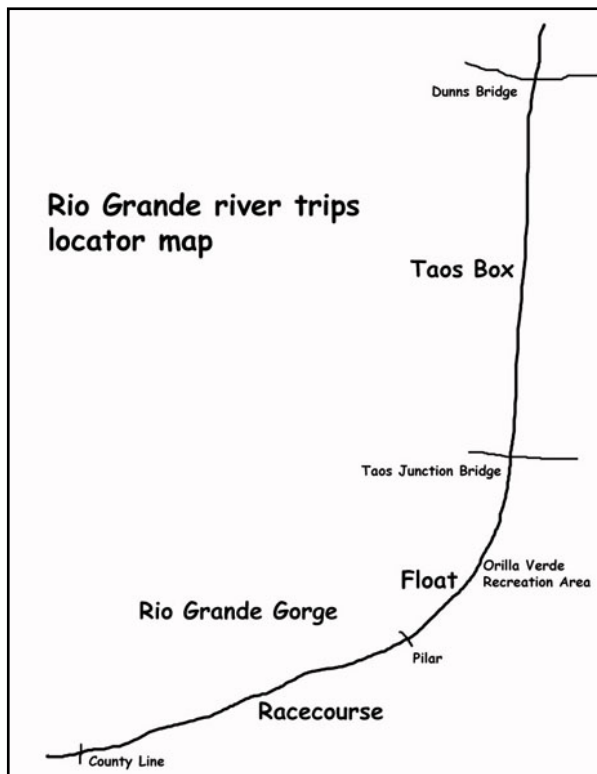 Dunns Bridge
Rio Grande river trips
locator map
Taos Box
Taos Junction Bridge
Orilla Verde
Recreation Area
Float
Rio Grande Gorge
Pilar
Racecourse
County Line